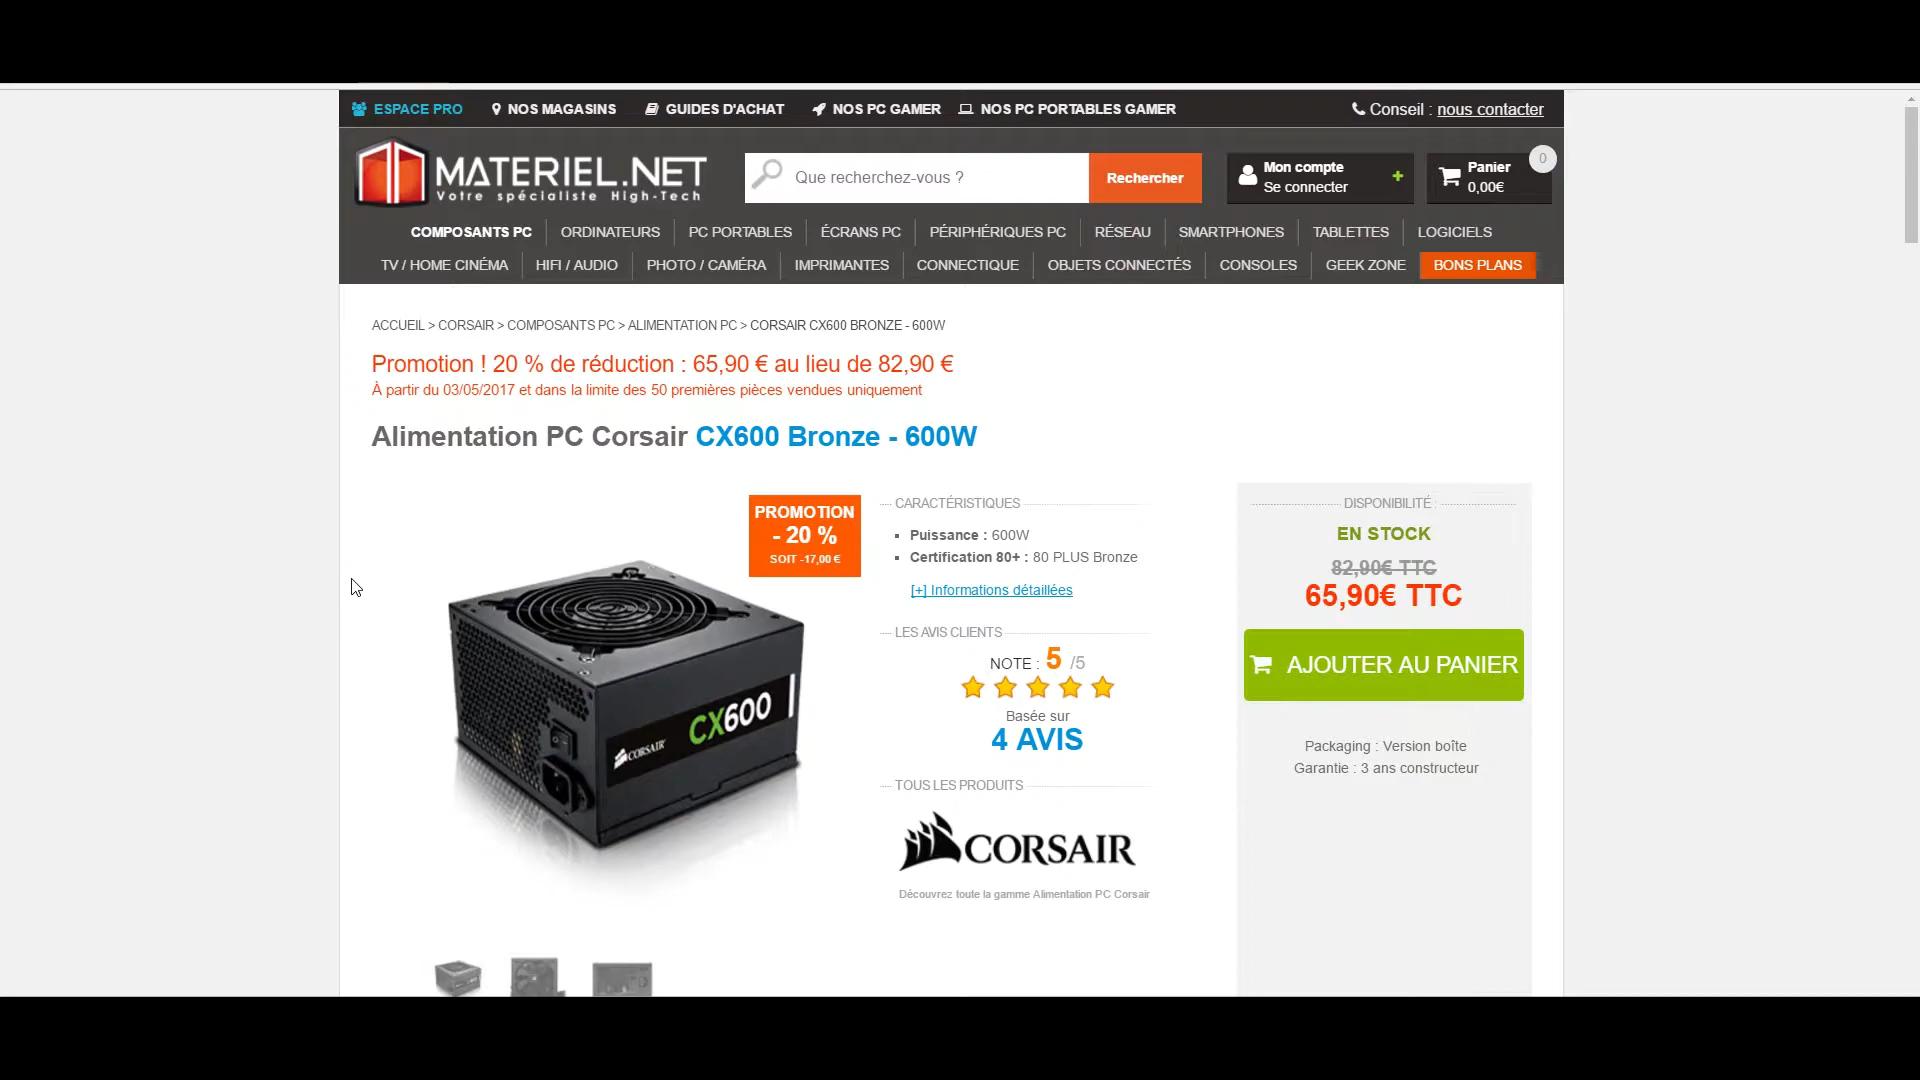 ESPACE PRO NOS MAGASINS GUIDES D'ACHAT NOS PC GAMER NOS PC PORTABLES GAMER Conseil : nous contacter
MATERIEL.NET
Votre spécialiste High-Tech
Que recherchez-vous ?
Rechercher
Mon compte
Se connecter
+
Panier
0,00€
0
COMPOSANTS PC ORDINATEURS PC PORTABLES ÉCRANS PC PÉRIPHÉRIQUES PC RÉSEAU SMARTPHONES TABLETTES LOGICIELS
TV / HOME CINÉMA HIFI / AUDIO PHOTO / CAMÉRA IMPRIMANTES CONNECTIQUE OBJETS CONNECTÉS CONSOLES GEEK ZONE BONS PLANS
ACCUEIL > CORSAIR > COMPOSANTS PC > ALIMENTATION PC > CORSAIR CX600 BRONZE - 600W
Promotion ! 20 % de réduction : 65,90 € au lieu de 82,90 €
À partir du 03/05/2017 et dans la limite des 50 premières pièces vendues uniquement
Alimentation PC Corsair CX600 Bronze - 600W
PROMOTION
- 20 %
SOIT -17,00 €
CORSAIR CX600
CARACTÉRISTIQUES
Puissance : 600W
Certification 80+ : 80 PLUS Bronze
[+] Informations détaillées
LES AVIS CLIENTS
NOTE : 5 /5
Basée sur
4 AVIS
TOUS LES PRODUITS
CORSAIR
Découvrez toute la gamme Alimentation PC Corsair
DISPONIBILITÉ :
EN STOCK
82,90€ TTC
65,90€ TTC
AJOUTER AU PANIER
Packaging : Version boîte
Garantie : 3 ans constructeur